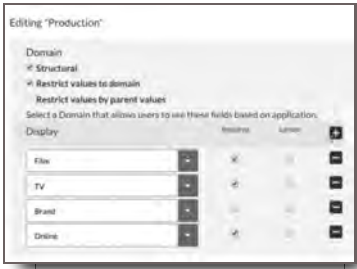 Editing "Production"
Domain
Structural
Restrict values to domain
Restrict values by parent values
Select a Domain that allows users to use these fields based on application.
Display
Film
TV
Brand
Online